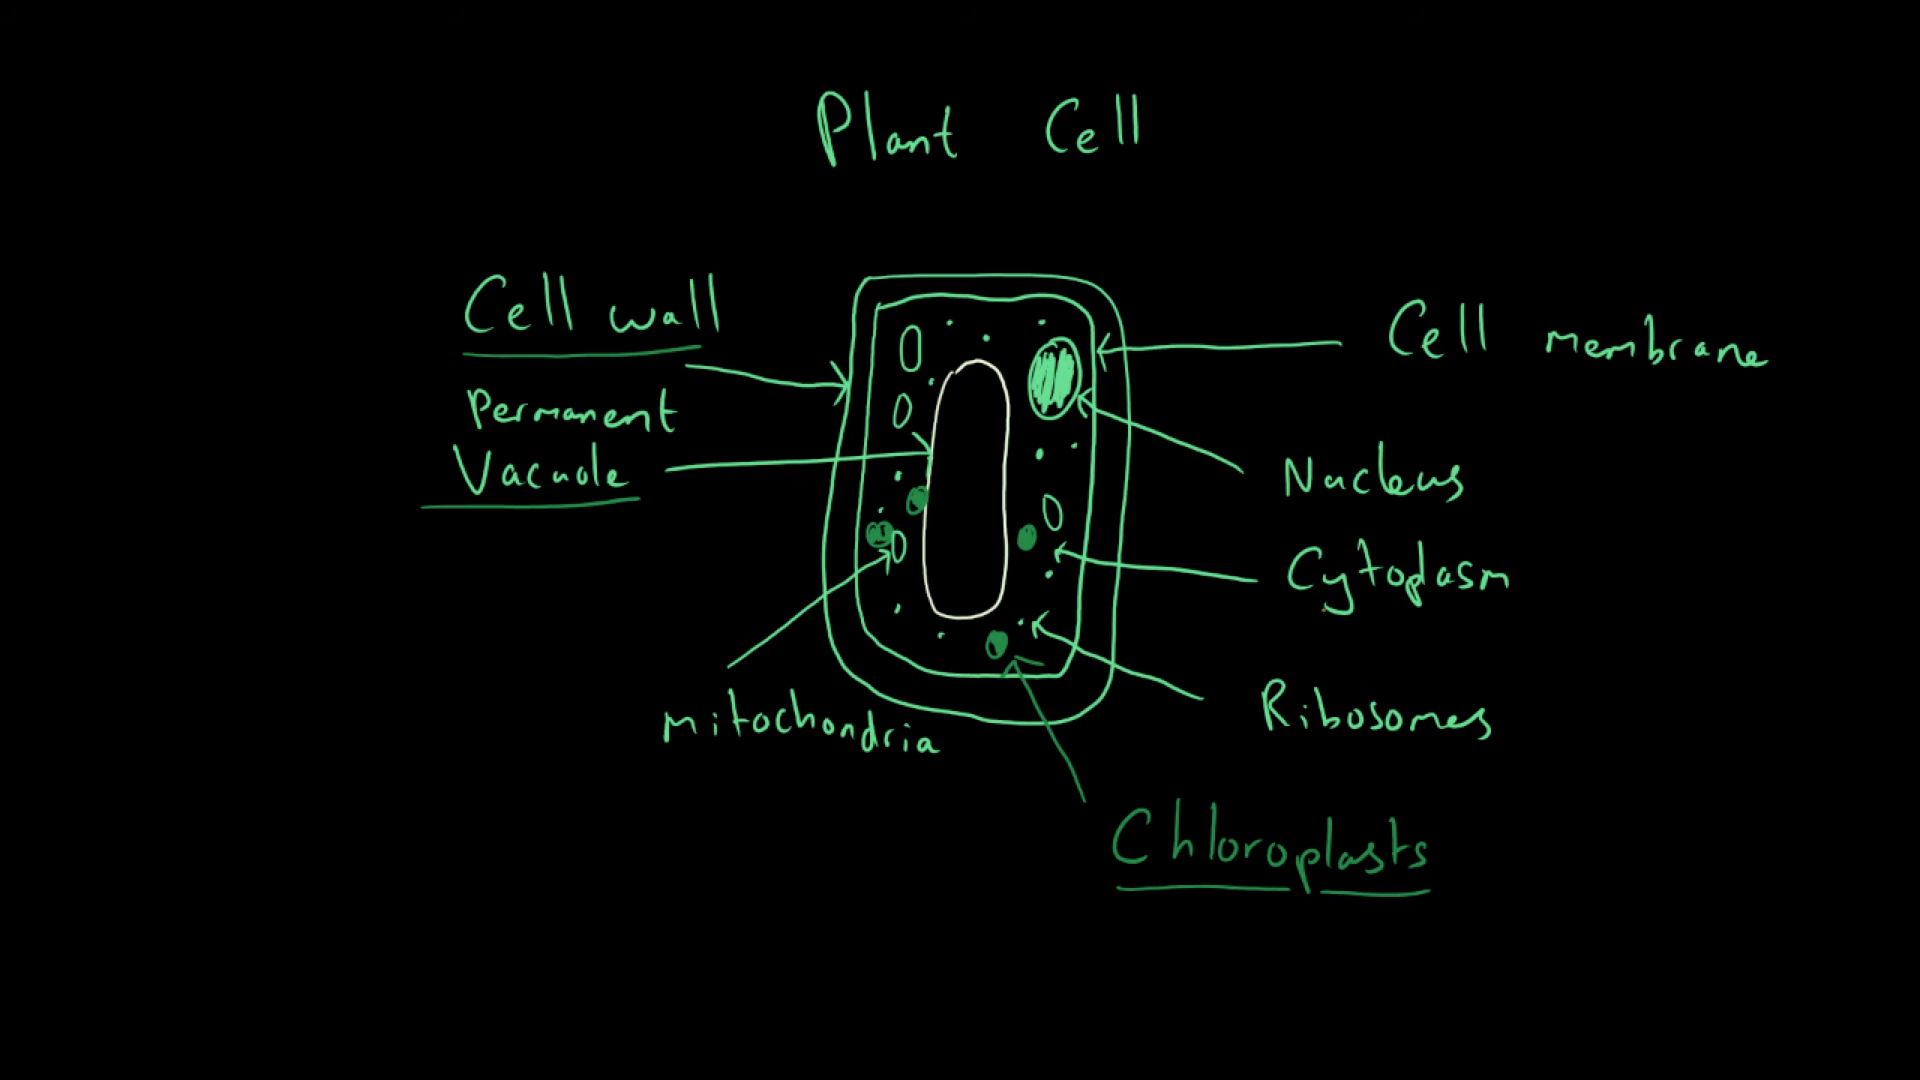 Plant Cell
Cell wall
Permanent
Vacuole
mitochondria
Cell membrane
Nucleus
Cytoplasm
Ribosomes
Chloroplasts